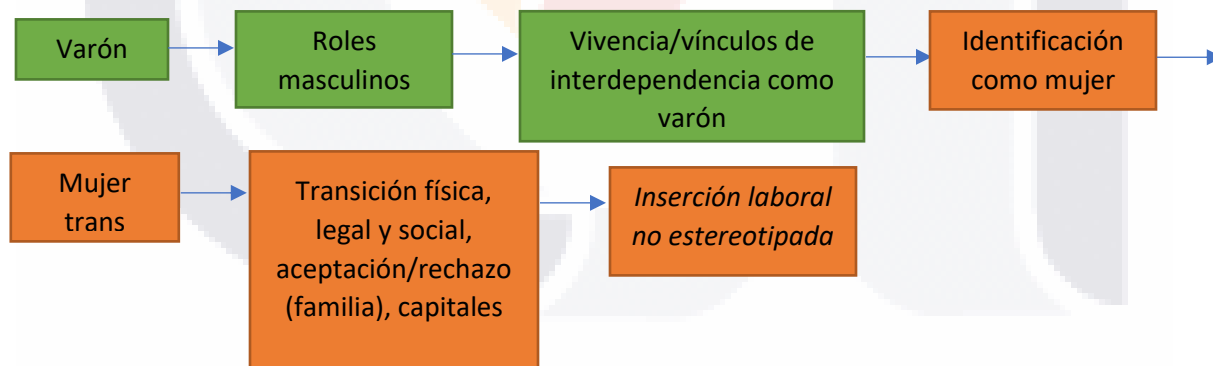 Varón
Roles
masculinos
Vivencia/vínculos de
interdependencia como
varón
Identificación
como mujer
Mujer
trans
Transición física,
legal y social,
aceptación/rechazo
(familia), capitales
Inserción laboral
no estereotipada